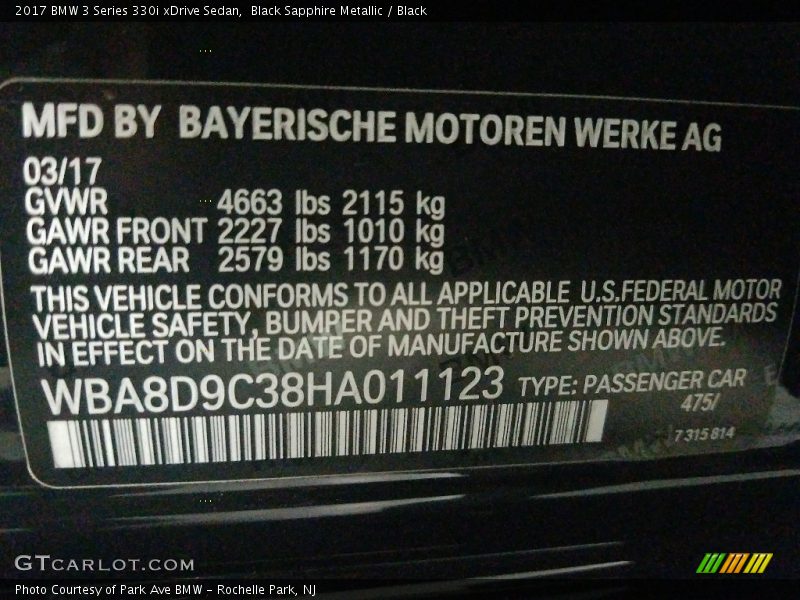 2017 BMW 3 Series 330i xDrive Sedan,  Black Sapphire Metallic / Black
MFD BY BAYERISCHE MOTOREN WERKE AG
03/17
GVWR 4663 lbs 2115 kg
GAWR FRONT 2227 lbs 1010 kg
GAWR REAR 2579 lbs 1170 kg
THIS VEHICLE CONFORMS TO ALL APPLICABLE U.S.FEDERAL MOTOR
VEHICLE SAFETY, BUMPER AND THEFT PREVENTION STANDARDS
IN EFFECT ON THE DATE OF MANUFACTURE SHOWN ABOVE.
WBA8D9C38HA011123 TYPE: PASSENGER CAR
475/
7315814
GTCARLOT.COM
Photo Courtesy of Park Ave BMW - Rochelle Park, NJ